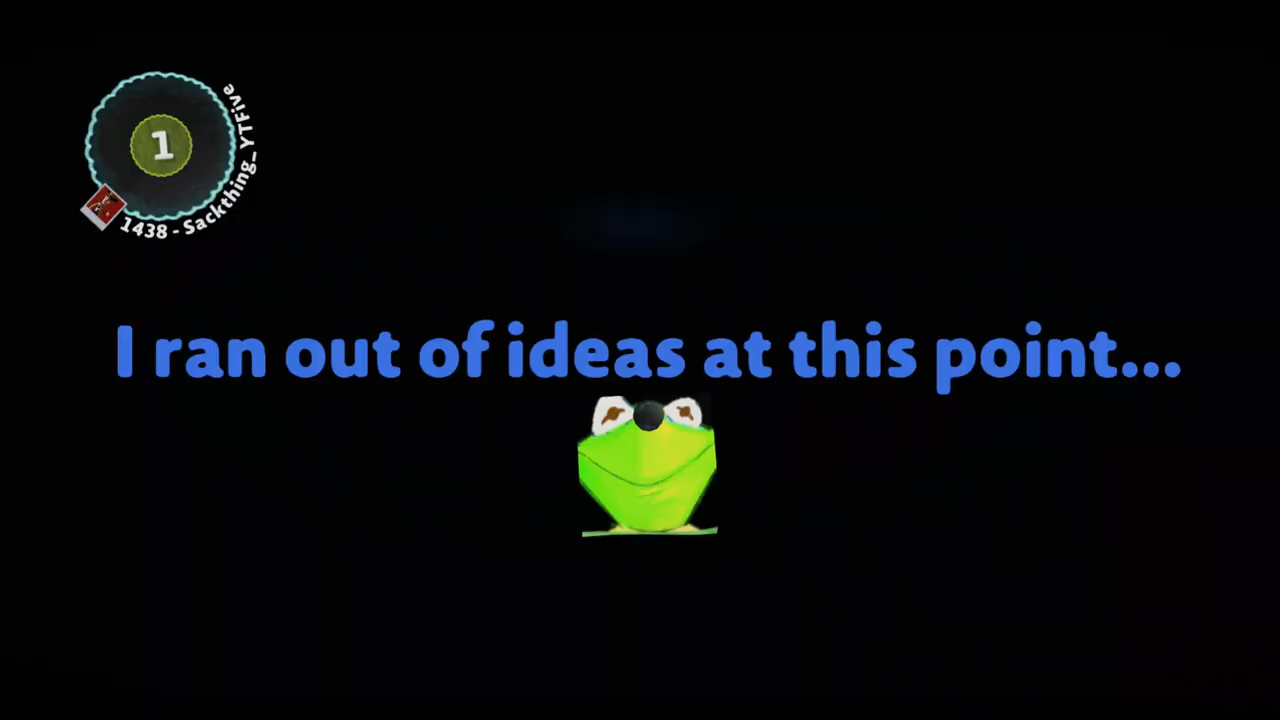 1
1438 - Sackthing_YTFive
I ran out of ideas at this point...